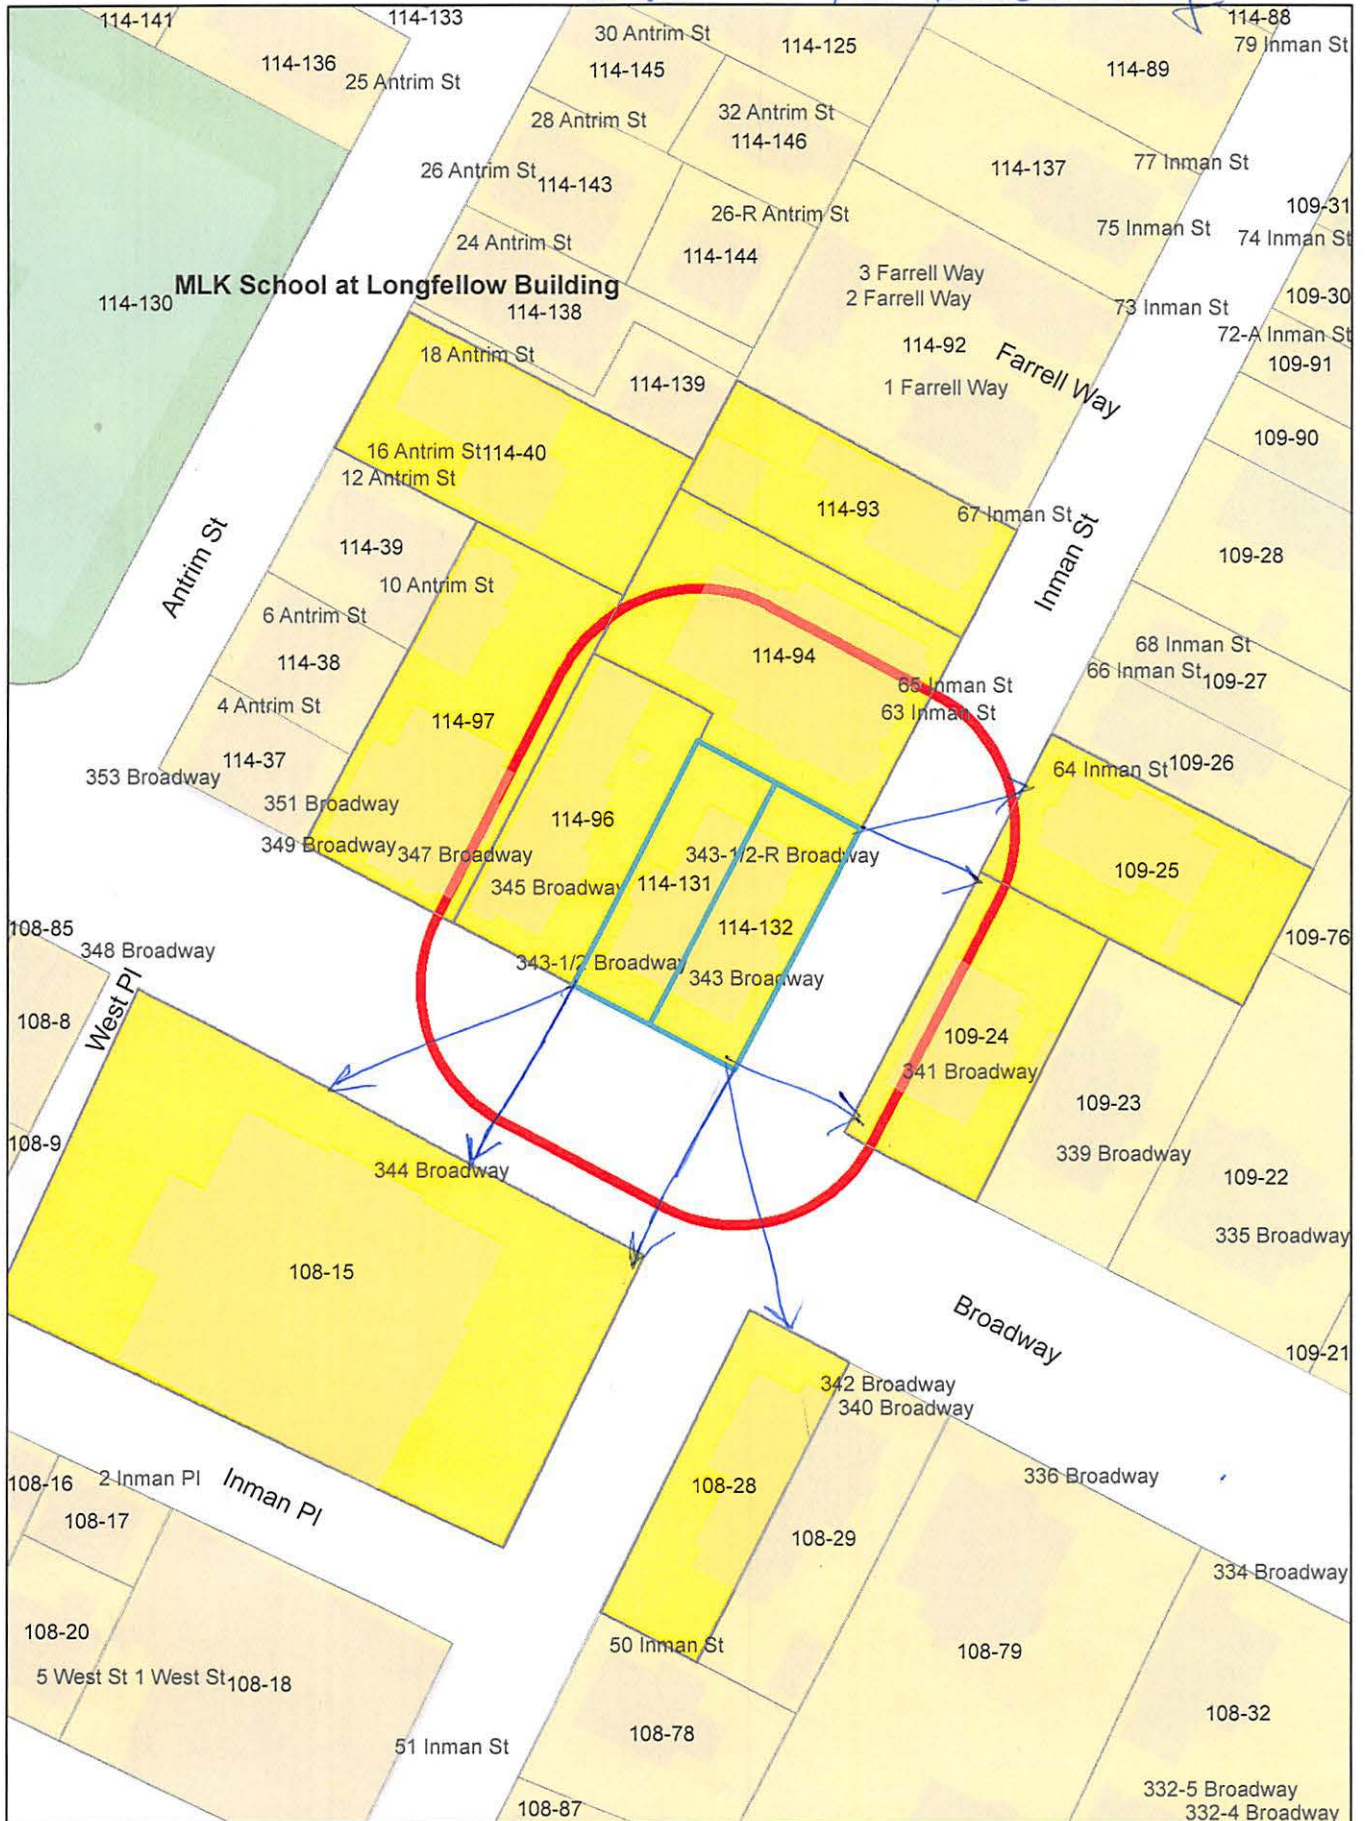 114-141
114-133
114-88
79 Inman St
30 Antrim St
114-125
114-136
25 Antrim St
114-145
114-89
28 Antrim St
32 Antrim St
114-146
26 Antrim St
114-143
114-137
77 Inman St
26-R Antrim St
109-31
75 Inman St
74 Inman St
24 Antrim St
114-144
3 Farrell Way
2 Farrell Way
MLK School at Longfellow Building
114-130
114-138
109-30
73 Inman St
72-A Inman St
114-92
Farrell Way
109-91
18 Antrim St
114-139
1 Farrell Way
109-90
16 Antrim St
114-40
12 Antrim St
114-93
67 Inman St
Antrim St
114-39
Inman St
109-28
10 Antrim St
6 Antrim St
114-38
114-94
68 Inman St
66 Inman St
109-27
65 Inman St
63 Inman St
4 Antrim St
114-97
114-37
353 Broadway
64 Inman St
109-26
351 Broadway
114-96
349 Broadway
347 Broadway
343-1/2-R Broadway
345 Broadway
114-131
109-25
108-85
348 Broadway
114-132
109-76
343-1/2 Broadway
343 Broadway
West Pl
108-8
109-24
341 Broadway
109-23
108-9
344 Broadway
339 Broadway
109-22
335 Broadway
108-15
Broadway
109-21
342 Broadway
340 Broadway
108-16
2 Inman Pl
Inman Pl
108-17
108-28
336 Broadway
108-29
334 Broadway
108-20
50 Inman St
108-79
5 West St
1 West St
108-18
108-32
108-78
51 Inman St
108-87
332-5 Broadway
332-4 Broadway